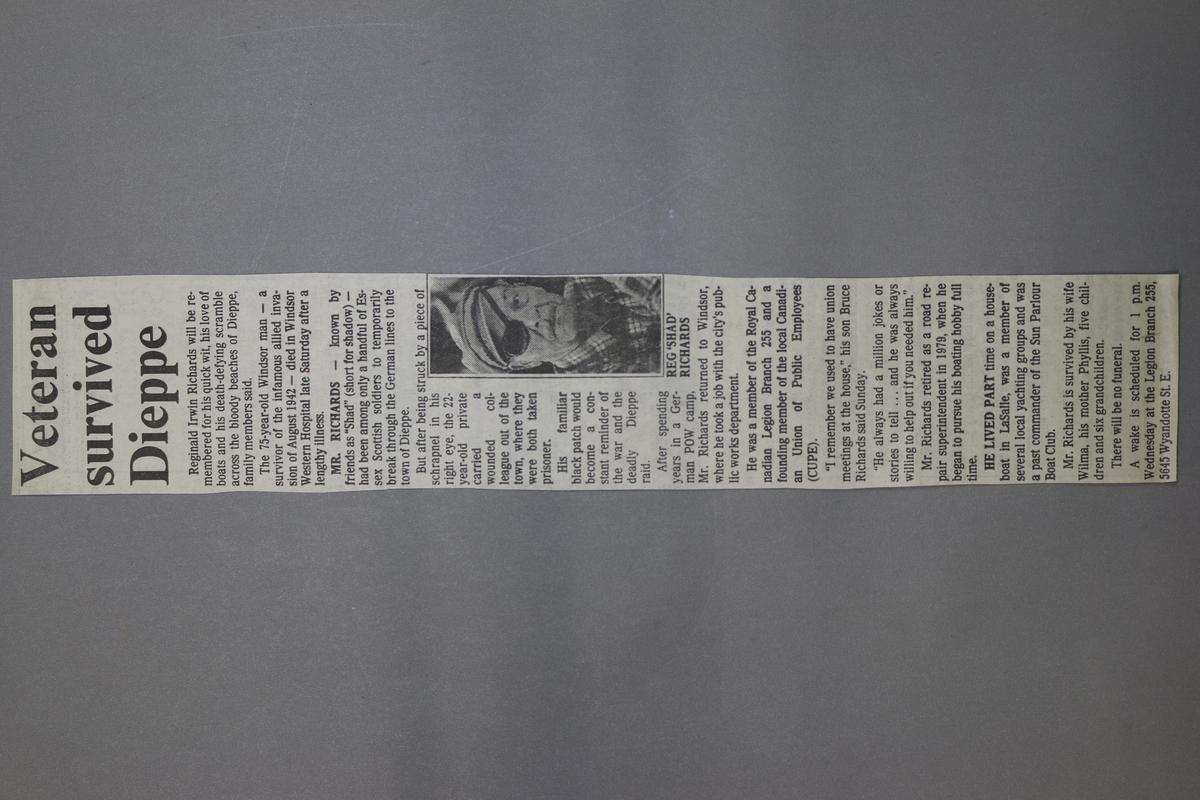 Veteran
survived
Dieppe
Reginald Irwin Richards will be re-
membered for his quick wit, his love of
boats and his death-defying scramble
across the bloody beaches of Dieppe,
family members said.
The 75-year-old Windsor man — a
survivor of the infamous allied inva-
sion of August 1942 — died in Windsor
Western Hospital late Saturday after a
lengthy illness.
MR. RICHARDS — known by
friends as "Shad" (short for shadow) —
had been among only a handful of Es-
sex Scottish soldiers to temporarily
break through the German lines to the
town of Dieppe.
But after being struck by a piece of
schrapnel in his
right eye, the 22-
year-old private
carried a
wounded col-
league out of the
town, where they
were both taken
prisoner.
His familiar
black patch would
become a con-
stant reminder of
the war and the
deadly Dieppe
raid.
After spending
years in a Ger-
man POW camp,
REG 'SHAD'
RICHARDS
Mr. Richards returned to Windsor,
where he took a job with the city's pub-
lic works department.
He was a member of the Royal Ca-
nadian Legion Branch 255 and a
founding member of the local Canadi-
an Union of Public Employees
(CUPE).
"I remember we used to have union
meetings at the house," his son Bruce
Richards said Sunday.
"He always had a million jokes or
stories to tell . . . and he was always
willing to help out if you needed him."
Mr. Richards retired as a road re-
pair superintendent in 1979, when he
began to pursue his boating hobby full
time.
HE LIVED PART time on a house-
boat in LaSalle, was a member of
several local yachting groups and was
a past commander of the Sun Parlour
Boat Club.
Mr. Richards is survived by his wife
Wilma, his mother Phyllis, five chil-
dren and six grandchildren.
There will be no funeral.
A wake is scheduled for 1 p.m.
Wednesday at the Legion Branch 255,
5645 Wyandotte St. E.